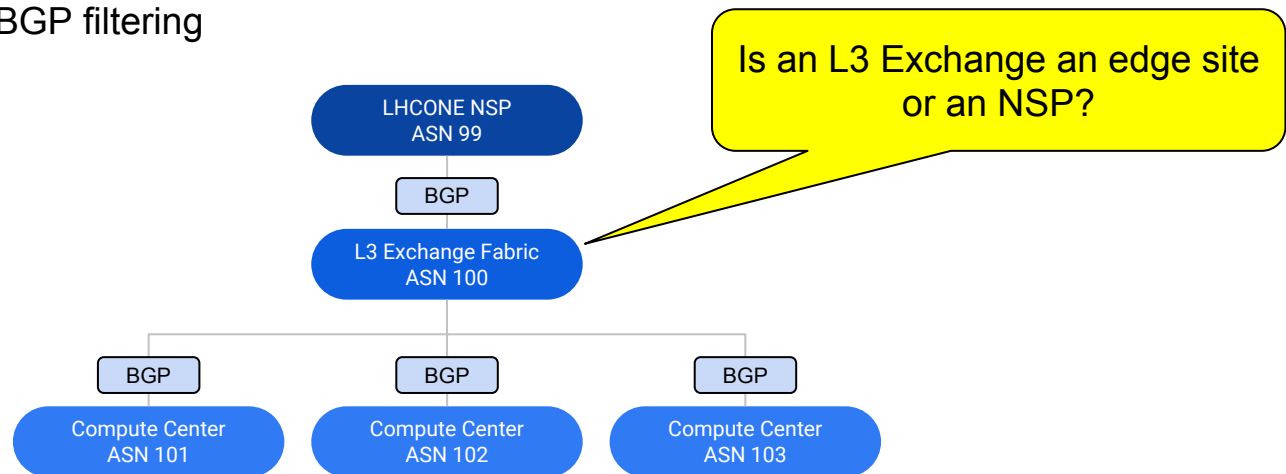 BGP filtering
Is an L3 Exchange an edge site
or an NSP?
LHCONE NSP
ASN 99
BGP
L3 Exchange Fabric
ASN 100
BGP
BGP
BGP
Compute Center
ASN 101
Compute Center
ASN 102
Compute Center
ASN 103